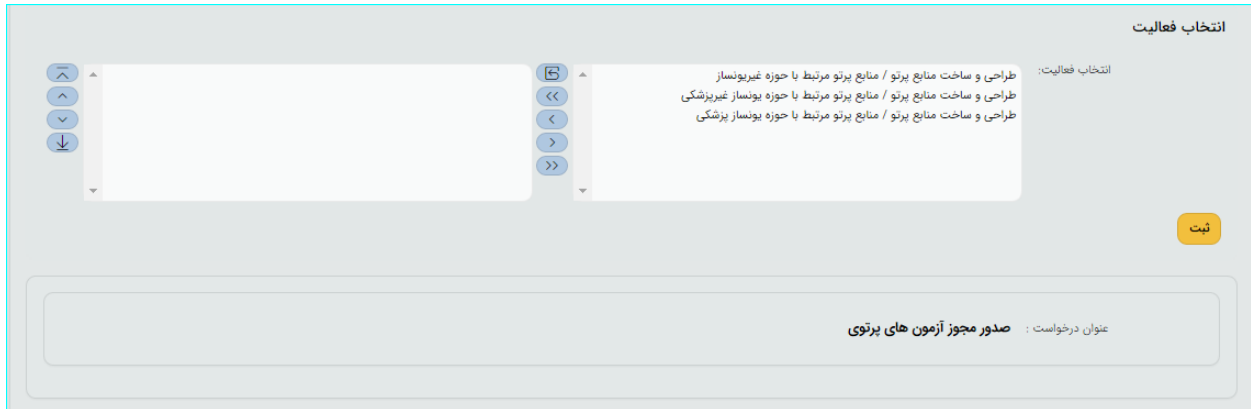 انتخاب فعالیت
انتخاب فعالیت:
طراحی و ساخت منابع پرتو / منابع پرتو مرتبط با حوزه غیریونساز
طراحی و ساخت منابع پرتو / منابع پرتو مرتبط با حوزه یونساز غیرپزشکی
طراحی و ساخت منابع پرتو / منابع پرتو مرتبط با حوزه یونساز پزشکی
ثبت
عنوان درخواست : صدور مجوز آزمون های پرتوی